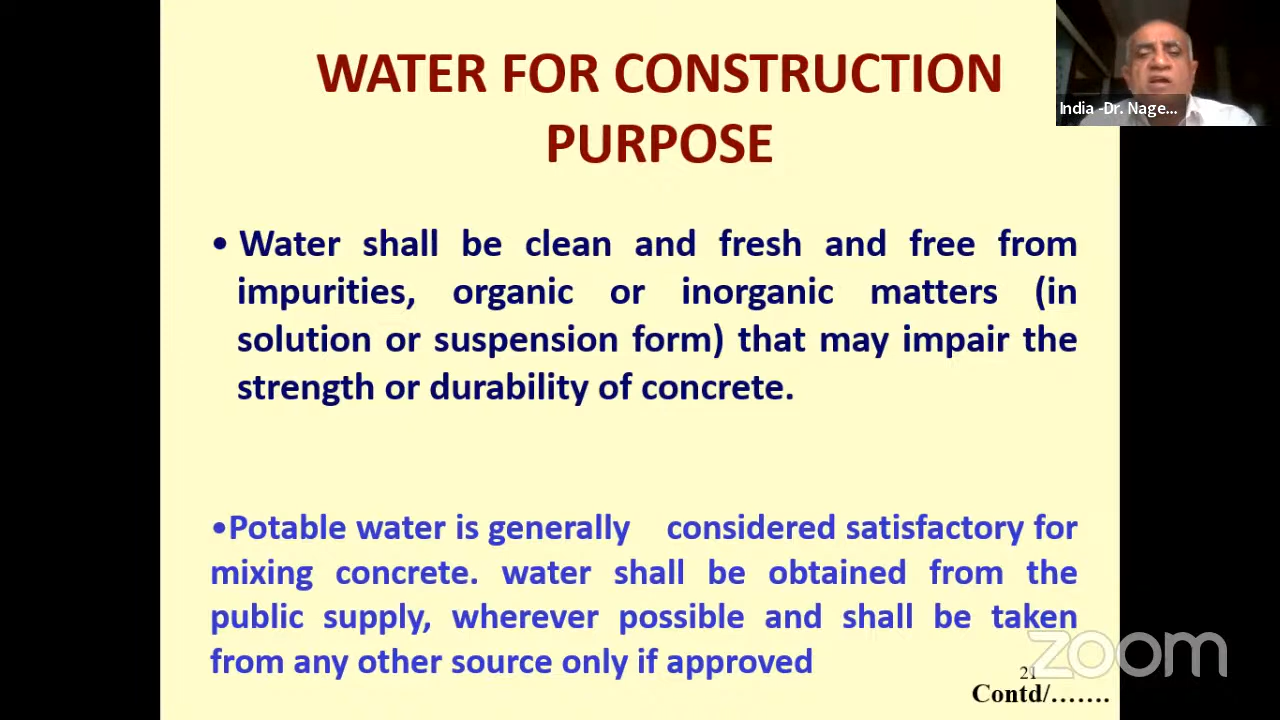 WATER FOR CONSTRUCTION
PURPOSE
• Water shall be clean and fresh and free from
impurities, organic or inorganic matters (in
solution or suspension form) that may impair the
strength or durability of concrete.
•Potable water is generally considered satisfactory for
mixing concrete. water shall be obtained from the
public supply, wherever possible and shall be taken
from any other source only if approved
21
Contd/…….
India -Dr. Nage...
zoom